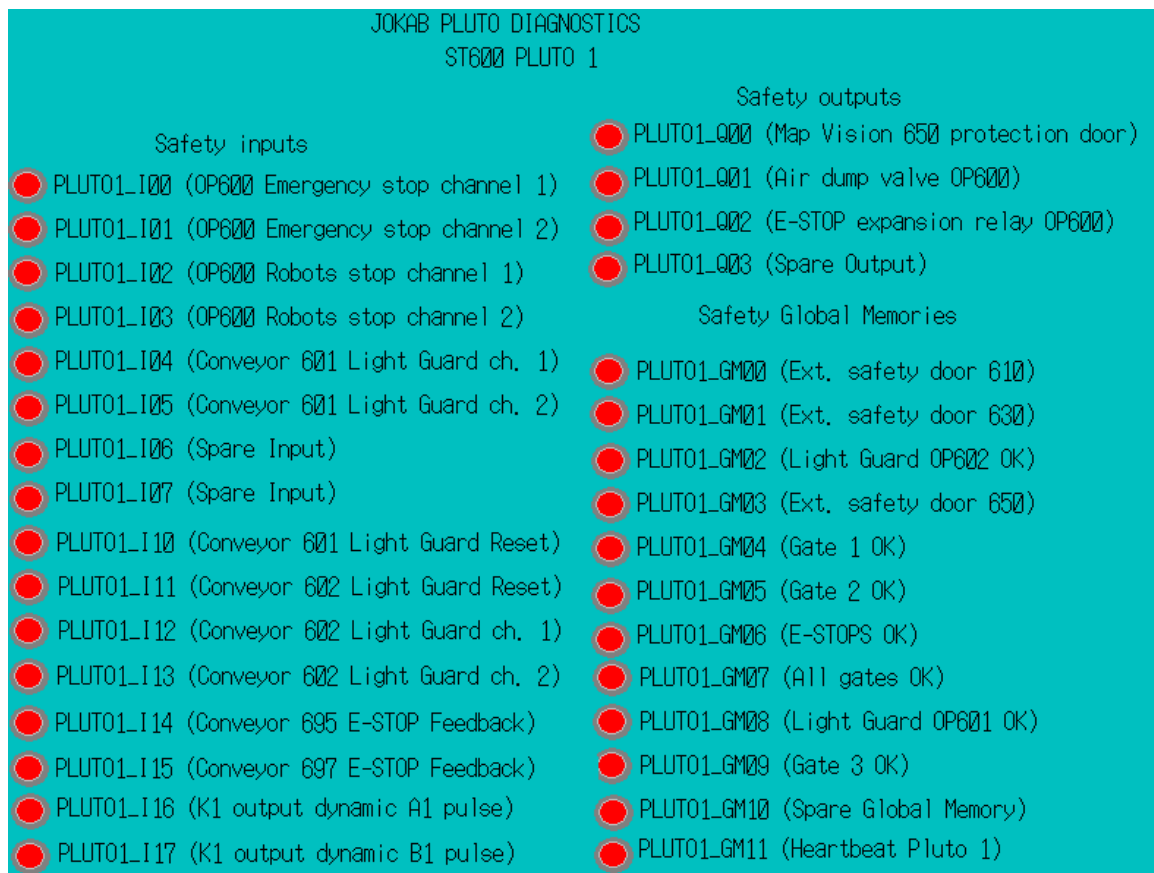 JOKAB PLUTO DIAGNOSTICS
ST600 PLUTO 1
Safety inputs
PLUTO1_I00 (OP600 Emergency stop channel 1)
PLUTO1_I01 (OP600 Emergency stop channel 2)
PLUTO1_I02 (OP600 Robots stop channel 1)
PLUTO1_I03 (OP600 Robots stop channel 2)
PLUTO1_I04 (Conveyor 601 Light Guard ch. 1)
PLUTO1_I05 (Conveyor 601 Light Guard ch. 2)
PLUTO1_I06 (Spare Input)
PLUTO1_I07 (Spare Input)
PLUTO1_I10 (Conveyor 601 Light Guard Reset)
PLUTO1_I11 (Conveyor 602 Light Guard Reset)
PLUTO1_I12 (Conveyor 602 Light Guard ch. 1)
PLUTO1_I13 (Conveyor 602 Light Guard ch. 2)
PLUTO1_I14 (Conveyor 695 E-STOP Feedback)
PLUTO1_I15 (Conveyor 697 E-STOP Feedback)
PLUTO1_I16 (K1 output dynamic A1 pulse)
PLUTO1_I17 (K1 output dynamic B1 pulse)
Safety outputs
PLUTO1_Q00 (Map Vision 650 protection door)
PLUTO1_Q01 (Air dump valve OP600)
PLUTO1_Q02 (E-STOP expansion relay OP600)
PLUTO1_Q03 (Spare Output)
Safety Global Memories
PLUTO1_GM00 (Ext. safety door 610)
PLUTO1_GM01 (Ext. safety door 630)
PLUTO1_GM02 (Light Guard OP602 OK)
PLUTO1_GM03 (Ext. safety door 650)
PLUTO1_GM04 (Gate 1 OK)
PLUTO1_GM05 (Gate 2 OK)
PLUTO1_GM06 (E-STOPS OK)
PLUTO1_GM07 (All gates OK)
PLUTO1_GM08 (Light Guard OP601 OK)
PLUTO1_GM09 (Gate 3 OK)
PLUTO1_GM10 (Spare Global Memory)
PLUTO1_GM11 (Heartbeat Pluto 1)